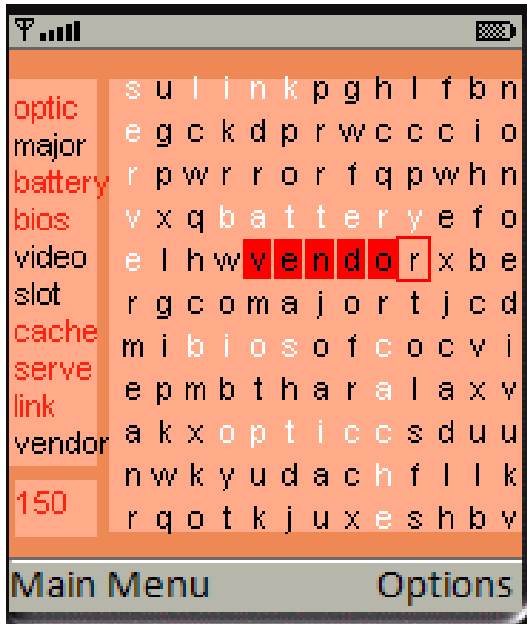 optic
major
battery
bios
video
slot
cache
serve
link
vendor
150
s u l i n k p g h l f b n
e g c k d p r w c c c i o
r p w r r o r f q p w h n
v x q b a t t e r y e f o
e l h w v e n d o r x b e
r g c o m a j o r t j c d
m i b i o s o f c o c v i
e p m b t h a r a l a x v
a k x o p t i c c s d u u
n w k y u d a c h f l l k
r q o t k j u x e s h b v
Main Menu Options